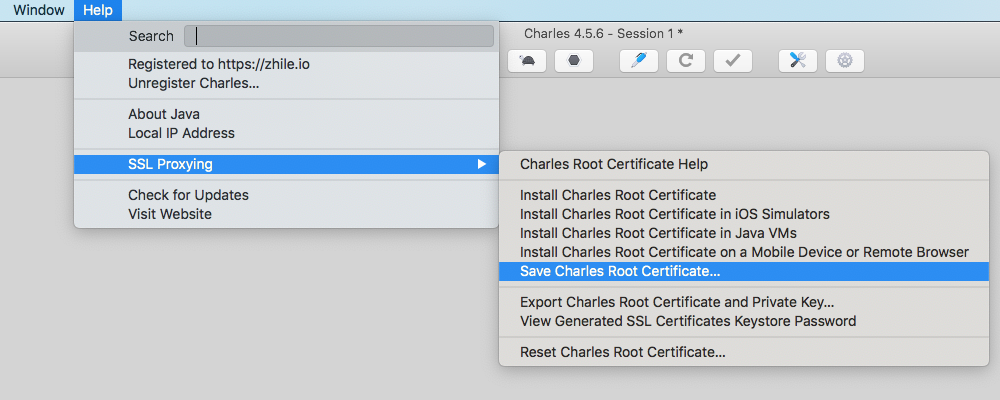 Window Help
Search
Charles 4.5.6 - Session 1 *
Registered to https://zhile.io
Unregister Charles...
About Java
Local IP Address
SSL Proxying
Check for Updates
Visit Website
Charles Root Certificate Help
Install Charles Root Certificate
Install Charles Root Certificate in iOS Simulators
Install Charles Root Certificate in Java VMs
Install Charles Root Certificate on a Mobile Device or Remote Browser
Save Charles Root Certificate...
Export Charles Root Certificate and Private Key...
View Generated SSL Certificates Keystore Password
Reset Charles Root Certificate...